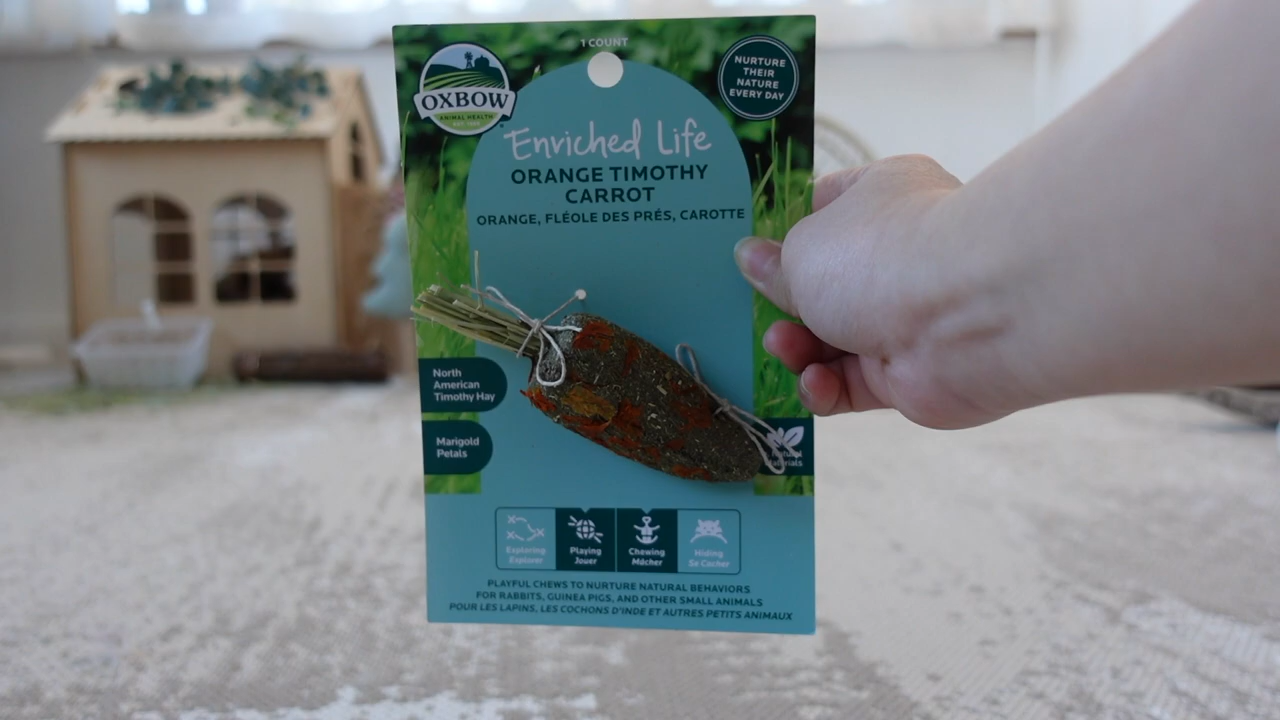 1 COUNT
OXBOW
ANIMAL HEALTH
NURTURE
THEIR
NATURE
EVERY DAY
Enriched Life
ORANGE TIMOTHY
CARROT
ORANGE, FLÉOLE DES PRÉS, CAROTTE
North
American
Timothy Hay
Marigold
Petals
Exploring
Explorer
Playing
Jouer
Chewing
Mâcher
Hiding
Se Cacher
PLAYFUL CHEWS TO NURTURE NATURAL BEHAVIORS
FOR RABBITS, GUINEA PIGS, AND OTHER SMALL ANIMALS
POUR LES LAPINS, LES COCHONS D'INDE ET AUTRES PETITS ANIMAUX